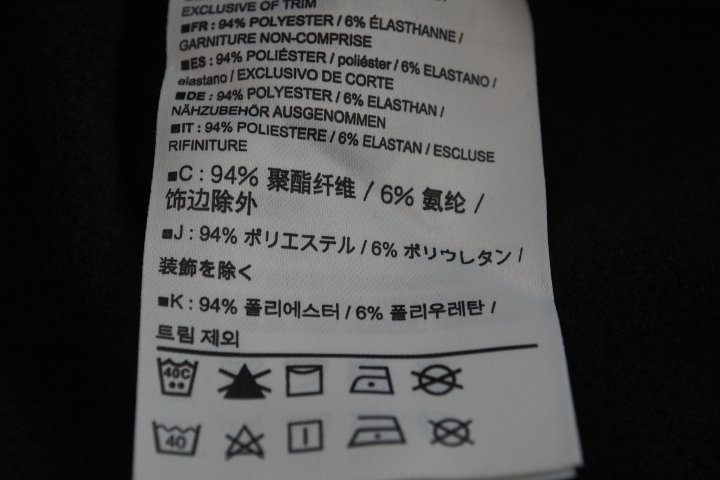 EXCLUSIVE OF TRIM
■FR : 94% POLYESTER / 6% ÉLASTHANNE /
GARNITURE NON-COMPRISE
■ES : 94% POLIÉSTER / poliéster / 6% ELASTANO /
elastano / EXCLUSIVO DE CORTE
■DE : 94% POLYESTER / 6% ELASTHAN /
NÄHZUBEHÖR AUSGENOMMEN
■IT : 94% POLIESTERE / 6% ELASTAN / ESCLUSE
RIFINITURE
■C : 94% 聚酯纤维 / 6% 氨纶 /
饰边除外
■J : 94% ポリエステル / 6% ポリウレタン /
装飾を除く
■K : 94% 폴리에스터 / 6% 폴리우레탄 /
트림 제외
40C
40